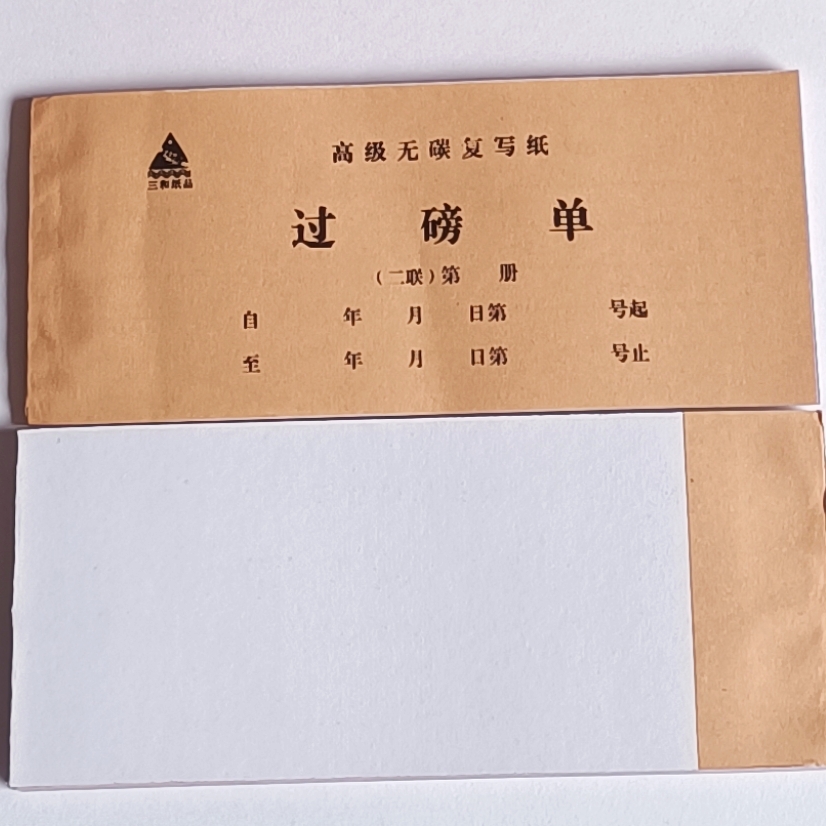 高级无碳复写纸
三和纸品
过磅单
（二联）第 册
自 年 月 日第 号起
至 年 月 日第 号止